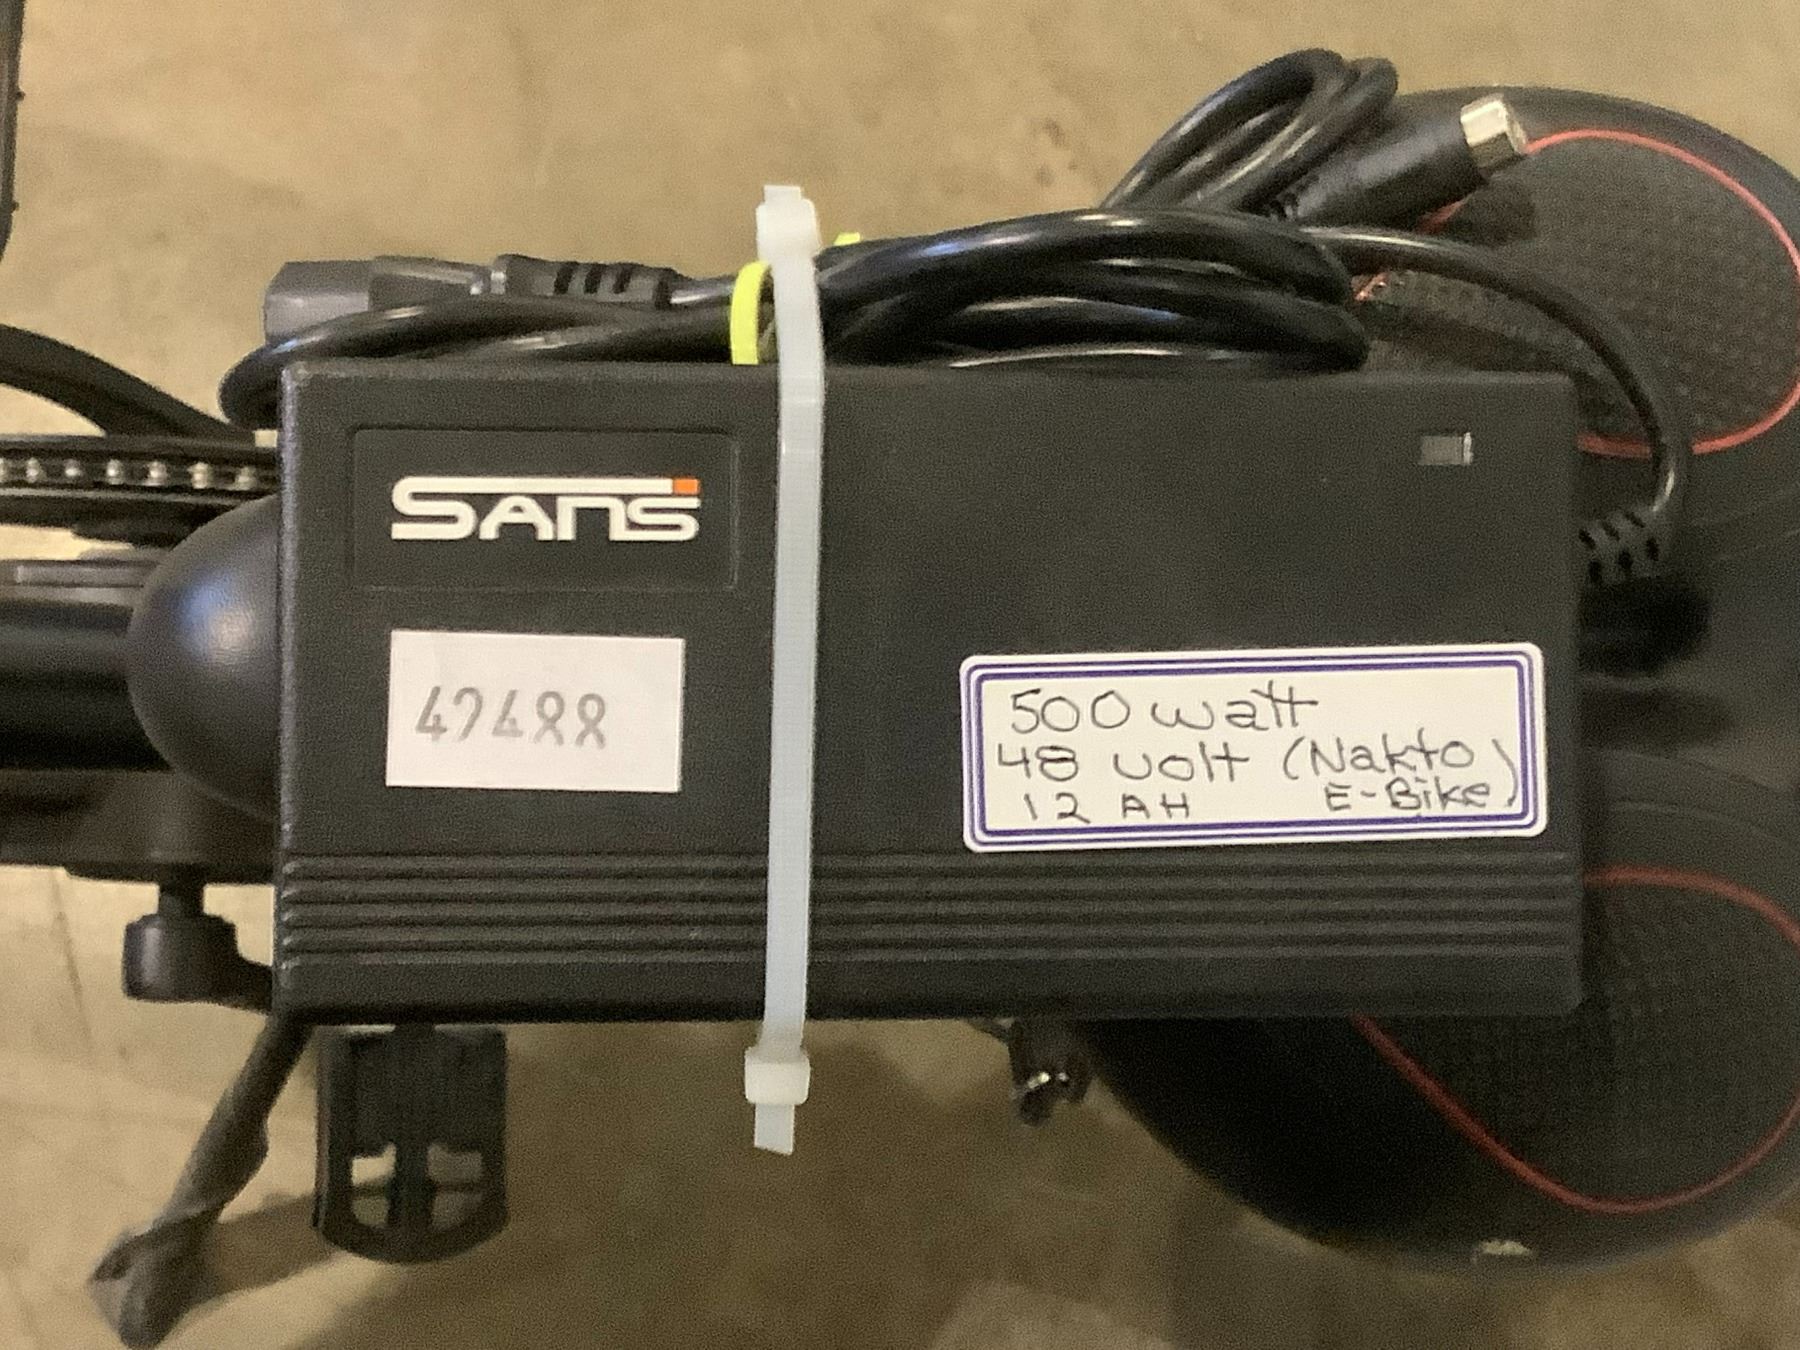 SANS
47488
500 watt
48 volt (Nakto
12 AH E-Bike)